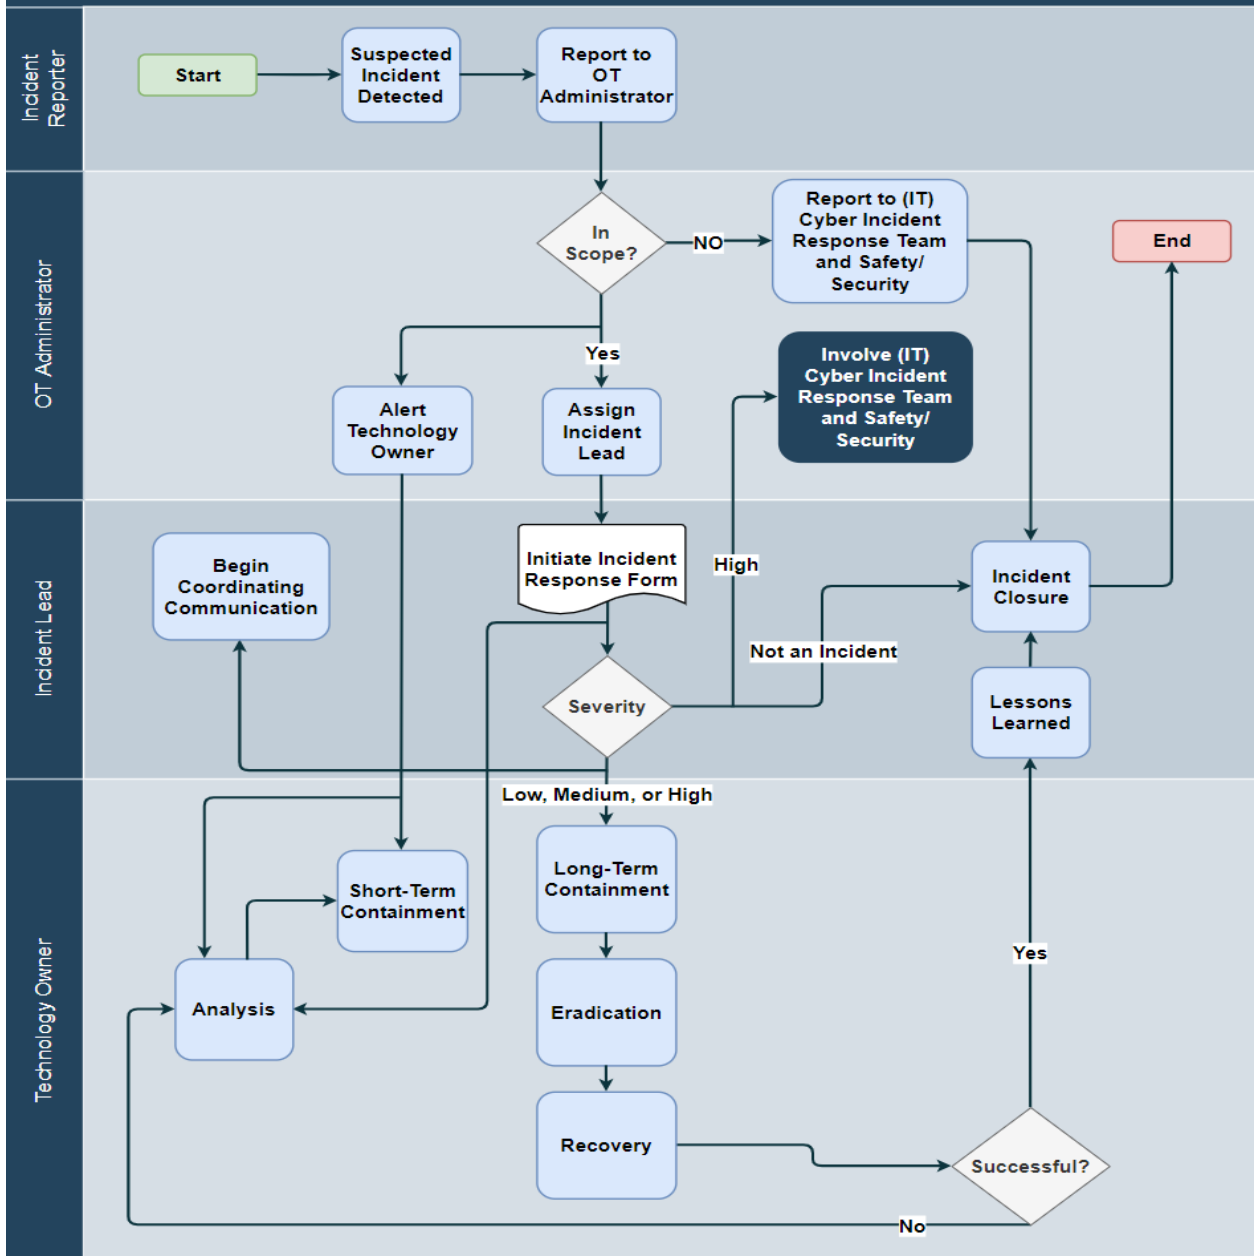 Incident
Reporter
Start
Suspected
Incident
Detected
Report to
OT
Administrator
OT Administrator
In
Scope?
NO
Report to (IT)
Cyber Incident
Response Team
and Safety/
Security
End
Yes
Involve (IT)
Cyber Incident
Response Team
and Safety/
Security
Alert
Technology
Owner
Assign
Incident
Lead
Incident Lead
Begin
Coordinating
Communication
Initiate Incident
Response Form
High
Incident
Closure
Not an Incident
Severity
Lessons
Learned
Technology Owner
Low, Medium, or High
Short-Term
Containment
Long-Term
Containment
Yes
Analysis
Eradication
Recovery
Successful?
No